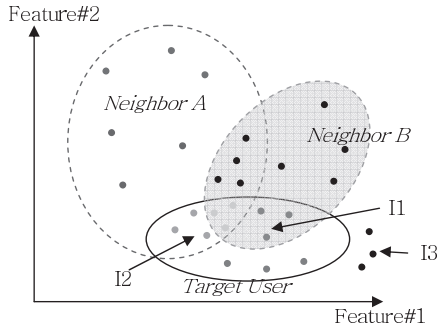 Feature#2
Neighbor A
Neighbor B
I1
I3
I2
Target User
Feature#1